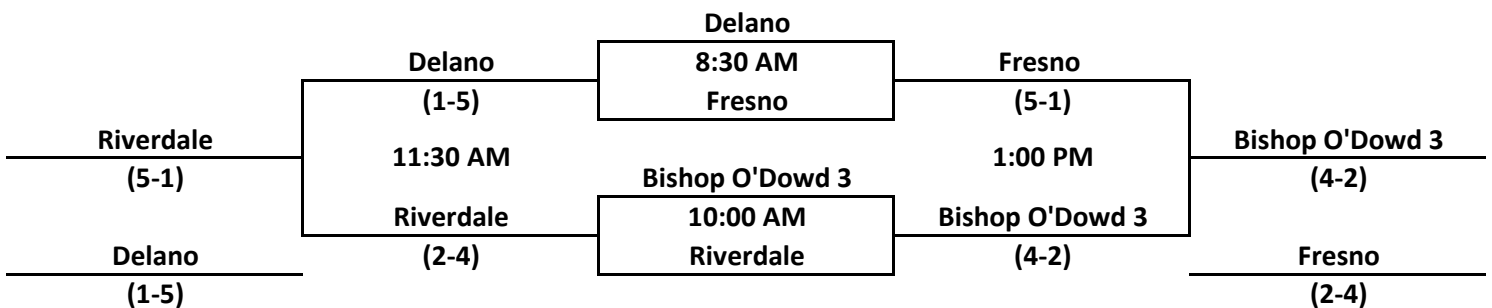 Delano
Delano 8:30 AM Fresno
(1-5) Fresno (5-1)
Riverdale Bishop O'Dowd 3
11:30 AM 1:00 PM
(5-1) (4-2)
Bishop O'Dowd 3
Riverdale 10:00 AM Bishop O'Dowd 3
Delano (2-4) Riverdale (4-2) Fresno
(1-5) (2-4)